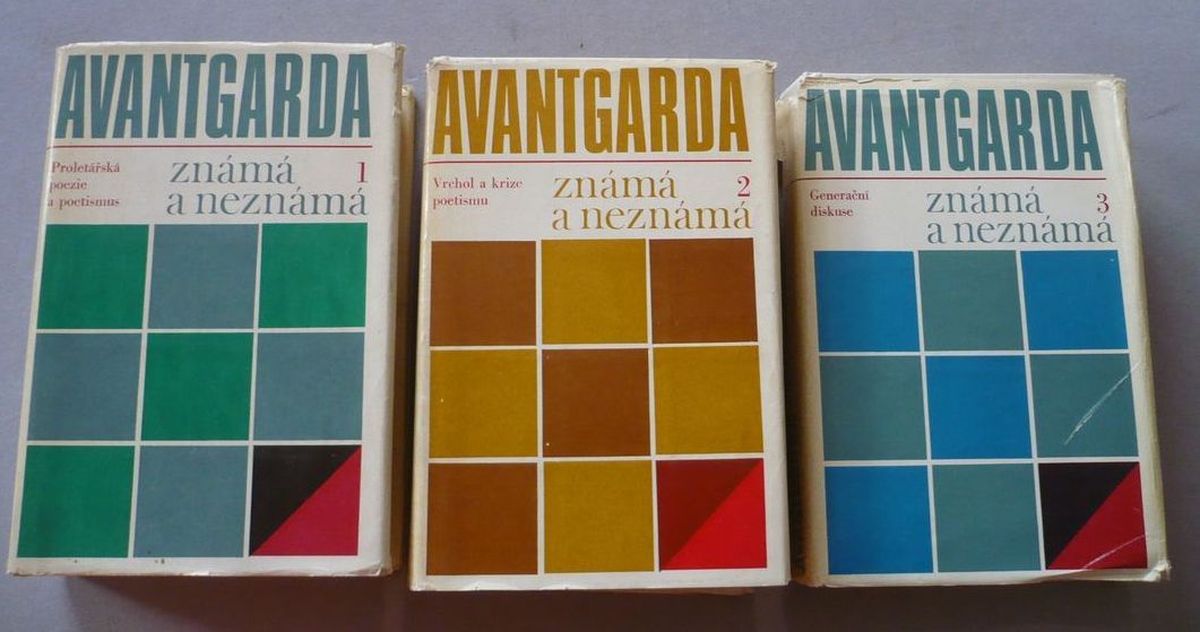 AVANTGARDA
Proletářská
poezie
a poetismus
známá 1
a neznámá
AVANTGARDA
Vrchol a krize
poetismu
známá 2
a neznámá
AVANTGARDA
Generační
diskuse
známá 3
a neznámá